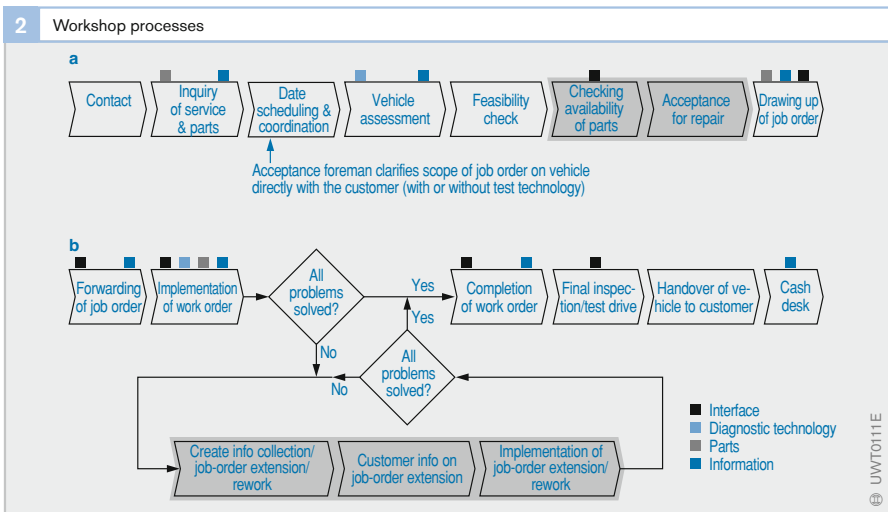 2
Workshop processes
a
Contact
Inquiry
of service
& parts
Date
scheduling &
coordination
Vehicle
assessment
Feasibility
check
Checking
availability
of parts
Acceptance
for repair
Drawing up
of job order
Acceptance foreman clarifies scope of job order on vehicle
directly with the customer (with or without test technology)
b
Forwarding
of job order
Implementation
of work order
All
problems
solved?
Yes
Completion
of work order
Final inspec-
tion/test drive
Handover of ve-
hicle to customer
Cash
desk
Yes
No
All
problems
solved?
No
Create info collection/
job-order extension/
rework
Customer info on
job-order extension
Implementation of
job-order extension/
rework
Interface
Diagnostic technology
Parts
Information
UWT0111E